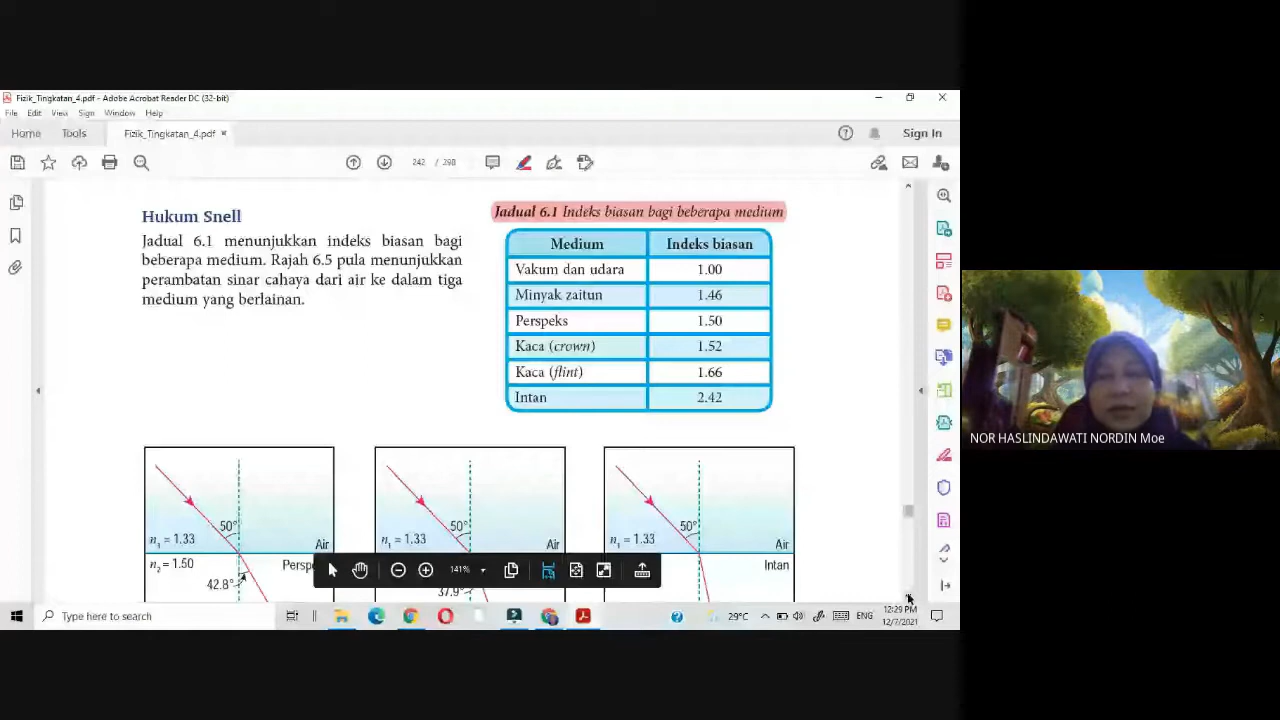 Fizik_Tingkatan_4.pdf - Adobe Acrobat Reader DC (32-bit)
File Edit View Sign Window Help
Home Tools Fizik_Tingkatan_4.pdf × Sign In
242 / 298
Hukum Snell
Jadual 6.1 menunjukkan indeks biasan bagi
beberapa medium. Rajah 6.5 pula menunjukkan
perambatan sinar cahaya dari air ke dalam tiga
medium yang berlainan.
Jadual 6.1 Indeks biasan bagi beberapa medium
Medium Indeks biasan
Vakum dan udara 1.00
Minyak zaitun 1.46
Perspeks 1.50
Kaca (crown) 1.52
Kaca (flint) 1.66
Intan 2.42
50°
n1 = 1.33 Air
n2 = 1.50
42.8°
50°
n1 = 1.33 Air
37.9°
50°
n1 = 1.33 Air
Intan
141%
NOR HASLINDAWATI NORDIN Moe
Type here to search
29°C ENG
12:29 PM
12/7/2021